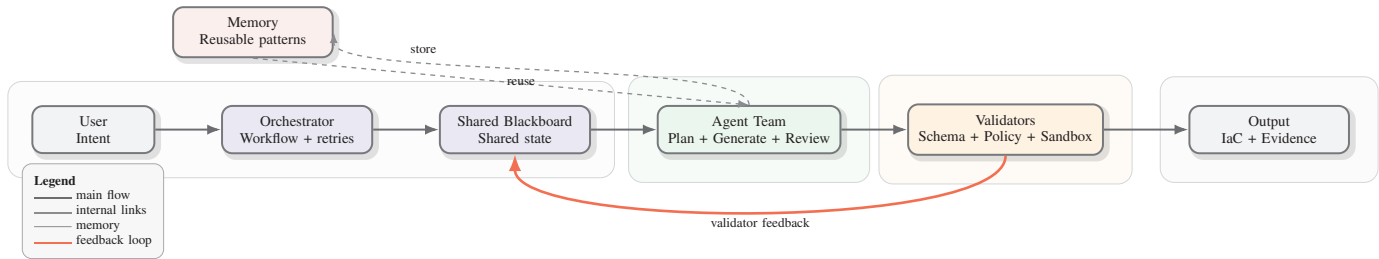 Memory
Reusable patterns
store
reuse
User
Intent
Orchestrator
Workflow + retries
Shared Blackboard
Shared state
Agent Team
Plan + Generate + Review
Validators
Schema + Policy + Sandbox
Output
IaC + Evidence
validator feedback
Legend
main flow
internal links
memory
feedback loop